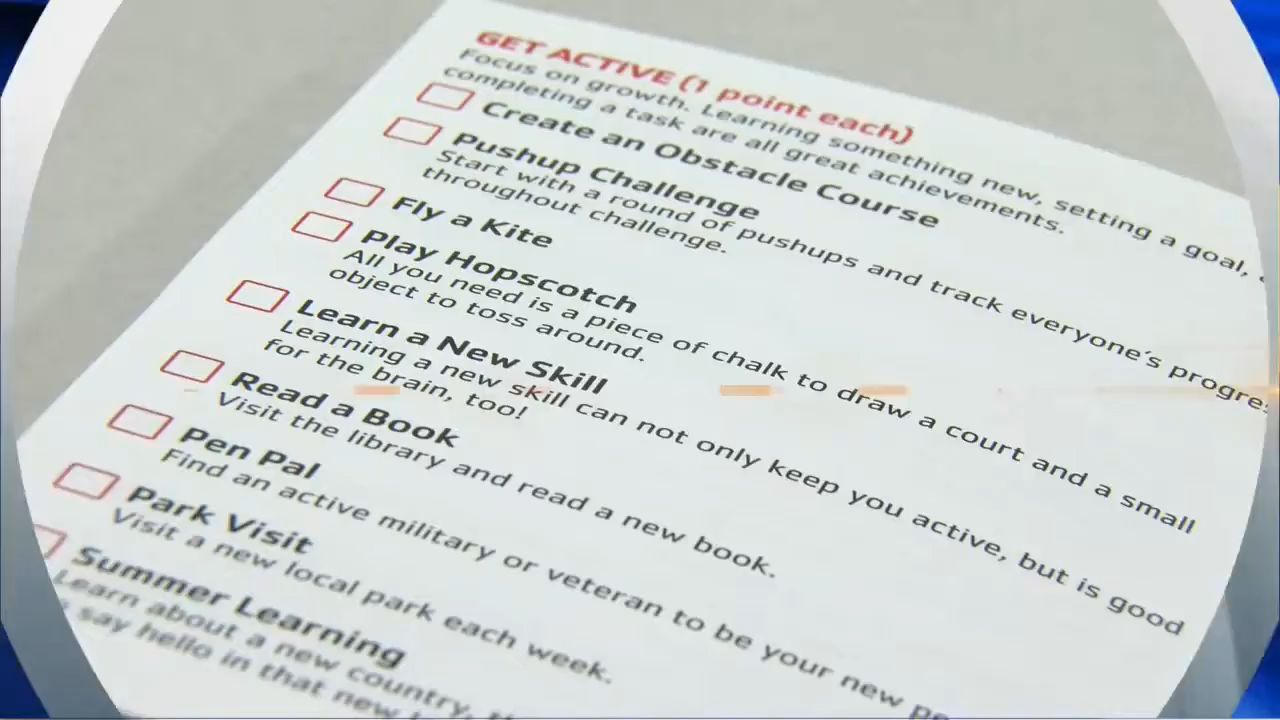 GET ACTIVE (1 point each)
Focus on growth. Learning something new, setting a goal,
completing a task are all great achievements.
Create an Obstacle Course
Pushup Challenge
Start with a round of pushups and track everyone's
throughout challenge.
Fly a Kite
Play Hopscotch
All you need is a piece of chalk to draw a court and a small
object to toss around.
Learn a New Skill
Learning a new skill can not only keep you active, but is good
for the brain, too!
Read a Book
Visit the library and read a new book.
Pen Pal
Find an active military or veteran to be your new
Park Visit
Visit a new local park each week.
Summer Learning
Learn about a new country,
say hello in that new